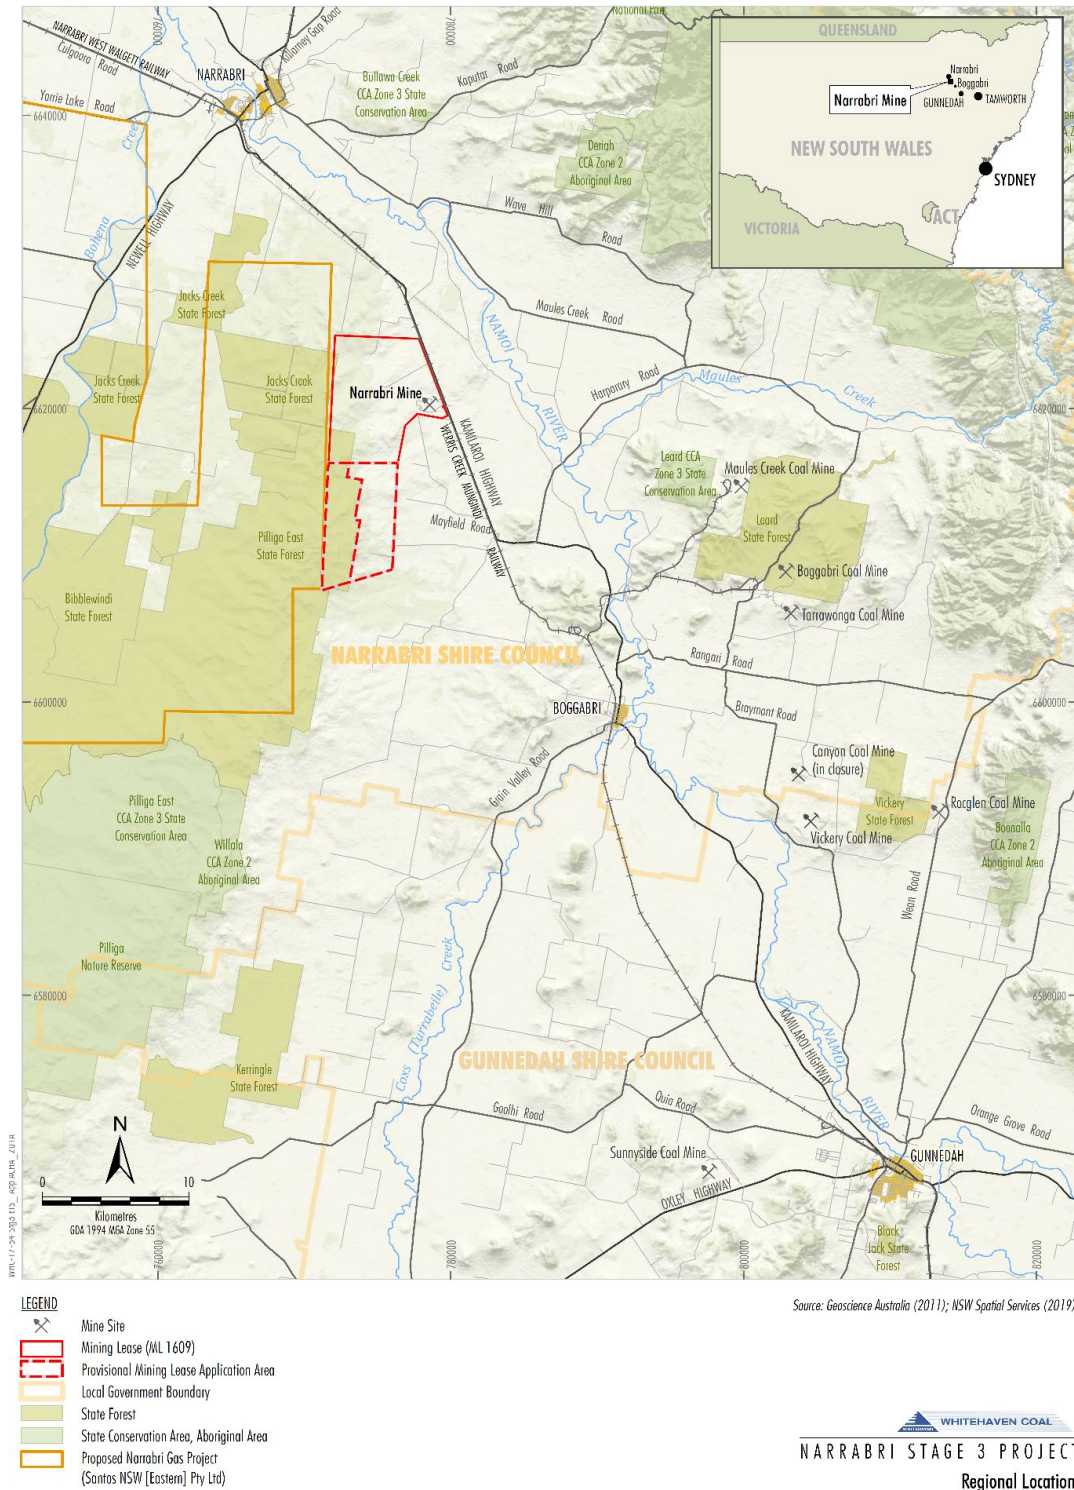 760000
780000
National Park
NARRABRI WEST WALGETT RAILWAY
Culgoora Road
Killarney Gap Road
NARRABRI
Yarrie Lake Road
6640000
Bullawa Creek
CCA Zone 3 State
Conservation Area
Kaputar Road
Deriah
CCA Zone 2
Aboriginal Area
QUEENSLAND
Narrabri
Boggabri
Narrabri Mine
GUNNEDAH
TAMWORTH
NEW SOUTH WALES
SYDNEY
ACT
VICTORIA
Bohena
Creek
NEWELL HIGHWAY
Wave Hill
Road
Jacks Creek
State Forest
Maules Creek Road
NAMOI
RIVER
Jacks Creek
State Forest
Jacks Creek
State Forest
Narrabri Mine
Harparary Road
Maules
Creek
6620000
6620000
KAMILAROI HIGHWAY
WERRIS CREEK MUNGINDI
RAILWAY
Leard CCA
Zone 3 State
Conservation Area
Maules Creek Coal Mine
Leard
State Forest
Mayfield Road
Pilliga East
State Forest
Boggabri Coal Mine
Bibblewindi
State Forest
Tarrawonga Coal Mine
NARRABRI SHIRE COUNCIL
Rangari Road
6600000
6600000
BOGGABRI
Braymont Road
Grain Valley Road
Canyon Coal Mine
(in closure)
Vickery
State Forest
Rocglen Coal Mine
Vickery Coal Mine
Boonalla
CCA Zone 2
Aboriginal Area
Pilliga East
CCA Zone 3 State
Conservation Area
Willala
CCA Zone 2
Aboriginal Area
Wean Road
Pilliga
Nature Reserve
Coxs (Turrabelle) Creek
6580000
6580000
KAMILAROI HIGHWAY
NAMOI
RIVER
GUNNEDAH SHIRE COUNCIL
Kerringle
State Forest
Goolhi Road
Quia Road
Orange Grove Road
Sunnyside Coal Mine
GUNNEDAH
OXLEY HIGHWAY
Black
Jack State
Forest
N
0 10
Kilometres
GDA 1994 MGA Zone 55
760000
780000
800000
820000
LEGEND
Mine Site
Mining Lease (ML 1609)
Provisional Mining Lease Application Area
Local Government Boundary
State Forest
State Conservation Area, Aboriginal Area
Proposed Narrabri Gas Project
(Santos NSW [Eastern] Pty Ltd)
Source: Geoscience Australia (2011); NSW Spatial Services (2019)
WHITEHAVEN COAL
NARRABRI STAGE 3 PROJECT
Regional Location